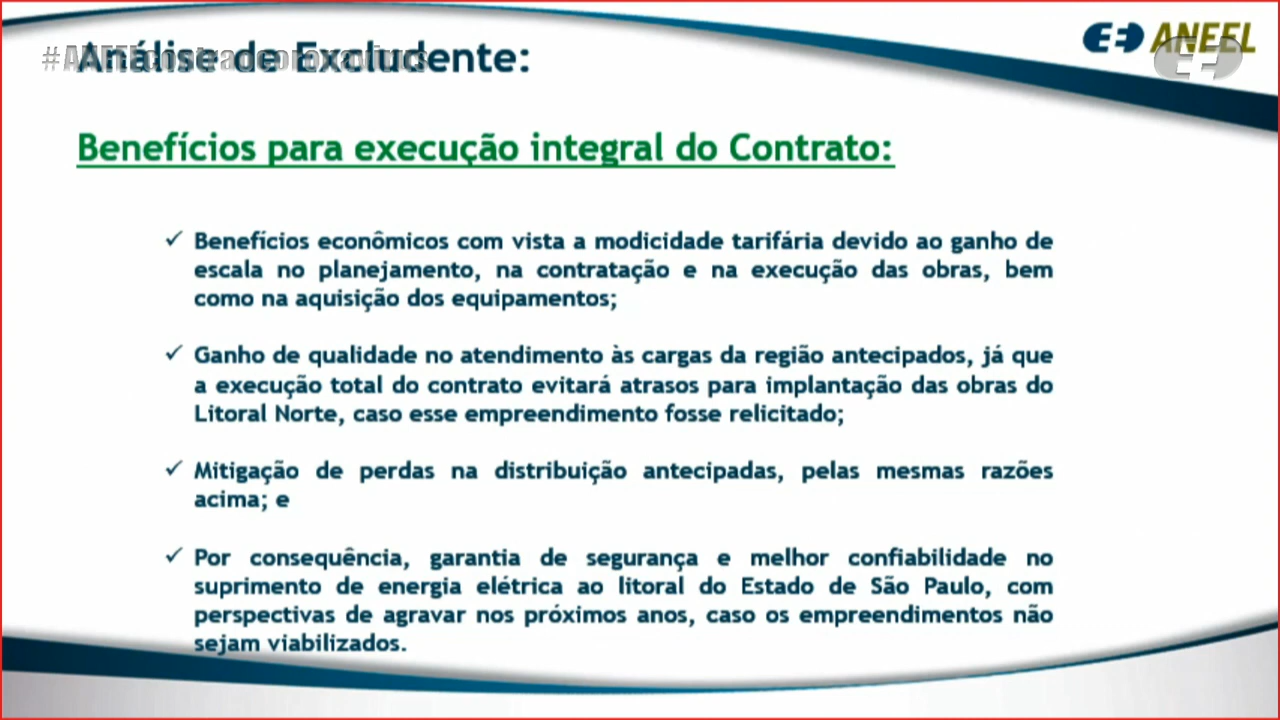 #ANEELcontraocoronavírus
Análise de Excludente:
ANEEL
Benefícios para execução integral do Contrato:
✓ Benefícios econômicos com vista a modicidade tarifária devido ao ganho de
escala no planejamento, na contratação e na execução das obras, bem
como na aquisição dos equipamentos;
✓ Ganho de qualidade no atendimento às cargas da região antecipados, já que
a execução total do contrato evitará atrasos para implantação das obras do
Litoral Norte, caso esse empreendimento fosse relicitado;
✓ Mitigação de perdas na distribuição antecipadas, pelas mesmas razões
acima; e
✓ Por consequência, garantia de segurança e melhor confiabilidade no
suprimento de energia elétrica ao litoral do Estado de São Paulo, com
perspectivas de agravar nos próximos anos, caso os empreendimentos não
sejam viabilizados.